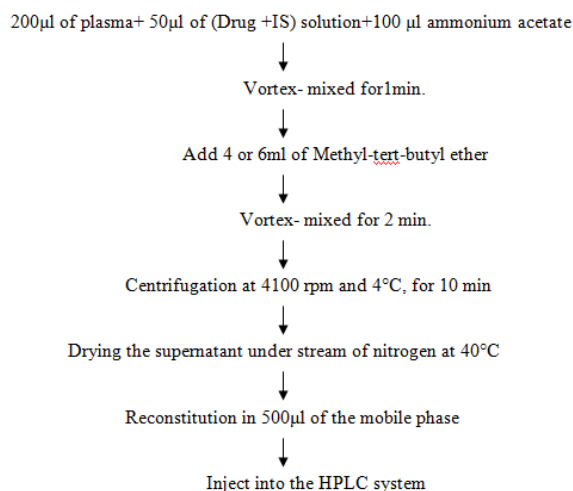 200µl of plasma+ 50µl of (Drug +IS) solution+100 µl ammonium acetate
Vortex- mixed for1min.
Add 4 or 6ml of Methyl-tert-butyl ether
Vortex- mixed for 2 min.
Centrifugation at 4100 rpm and 4°C, for 10 min
Drying the supernatant under stream of nitrogen at 40°C
Reconstitution in 500µl of the mobile phase
Inject into the HPLC system